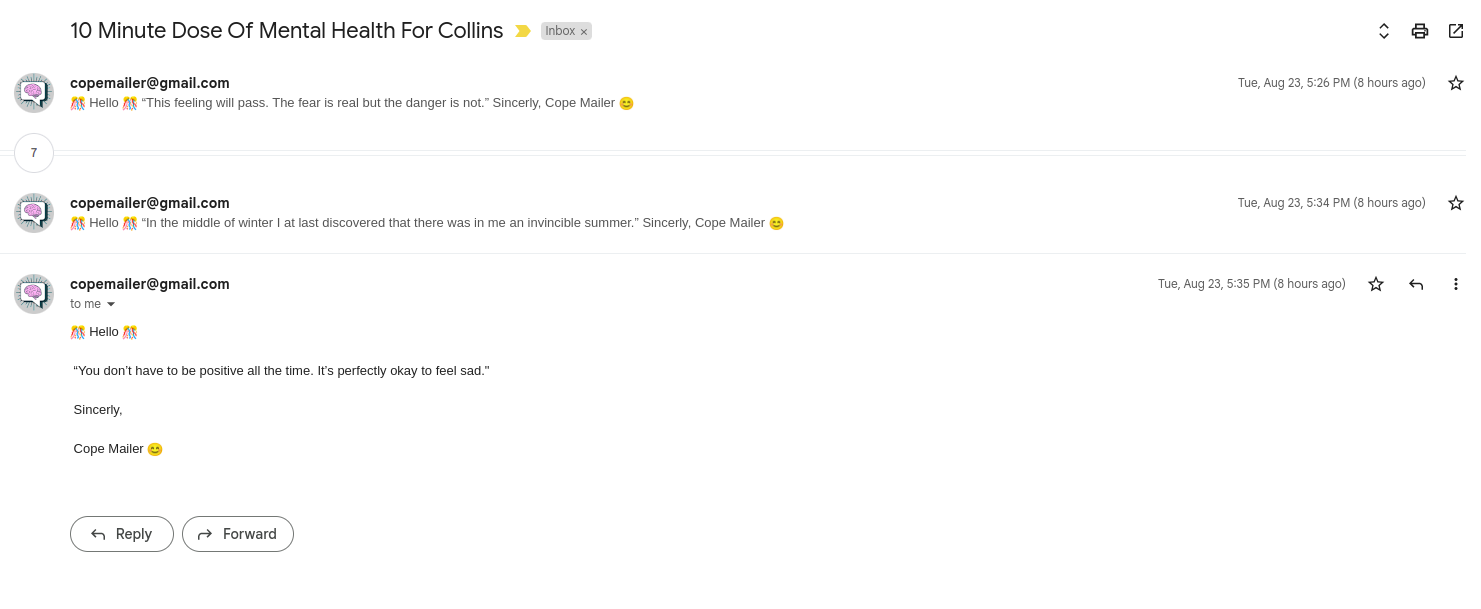 10 Minute Dose Of Mental Health For Collins Inbox ×
copemailer@gmail.com Tue, Aug 23, 5:26 PM (8 hours ago)
🎊 Hello 🎊 “This feeling will pass. The fear is real but the danger is not.” Sincerly, Cope Mailer 😊
7
copemailer@gmail.com Tue, Aug 23, 5:34 PM (8 hours ago)
🎊 Hello 🎊 “In the middle of winter I at last discovered that there was in me an invincible summer.” Sincerly, Cope Mailer 😊
copemailer@gmail.com Tue, Aug 23, 5:35 PM (8 hours ago)
to me
🎊 Hello 🎊
“You don’t have to be positive all the time. It’s perfectly okay to feel sad."
Sincerly,
Cope Mailer 😊
Reply Forward